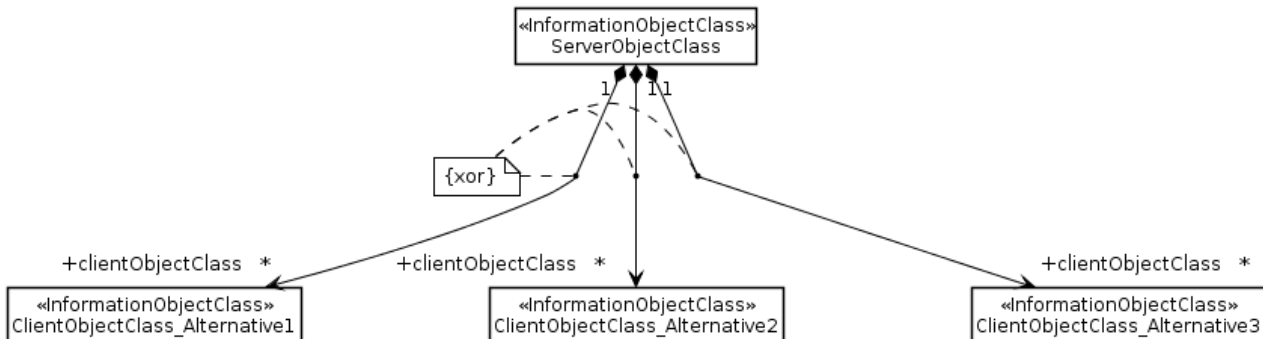 «InformationObjectClass»
ServerObjectClass
1 1 1
{xor}
+clientObjectClass * +clientObjectClass * +clientObjectClass *
«InformationObjectClass» «InformationObjectClass» «InformationObjectClass»
ClientObjectClass_Alternative1 ClientObjectClass_Alternative2 ClientObjectClass_Alternative3